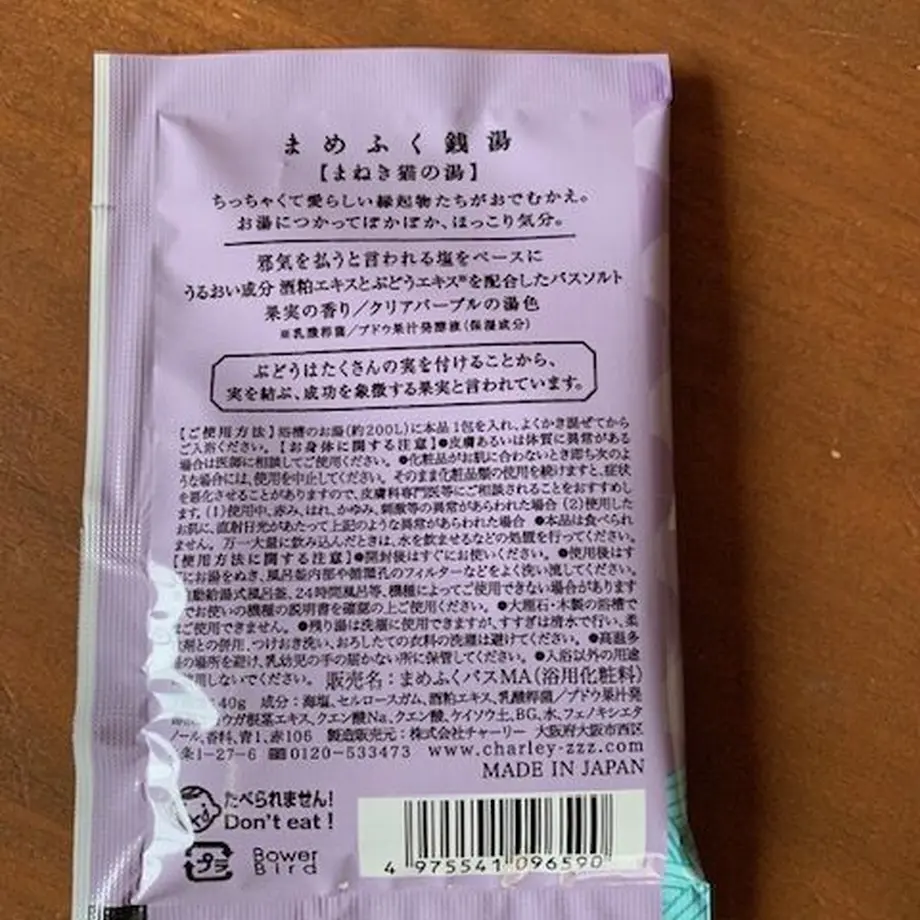 まめふく銭湯
【まねき猫の湯】
ちっちゃくて愛らしい縁起物たちがおでむかえ。
お湯につかってぽかぽか、ほっこり気分。
邪気を払うと言われる塩をベースに
うるおい成分 酒粕エキスとぶどうエキス※を配合したバスソルト
果実の香り/クリアパープルの湯色
※乳酸桿菌/ブドウ果汁発酵液(保湿成分)
ぶどうはたくさんの実を付けることから、
実を結ぶ、成功を象徴する果実と言われています。
【ご使用方法】浴槽のお湯(約200L)に本品1包を入れ、よくかき混ぜてから
ご入浴ください。【お身体に関する注意】●皮膚あるいは体質に異常がある
場合は医師に相談してご使用ください。●化粧品がお肌に合わないとき即ち次のよ
うな場合には、使用を中止してください。そのまま化粧品類の使用を続けますと、症状
を悪化させることがありますので、皮膚科専門医等にご相談されることをおすすめし
ます。(1)使用中、赤み、はれ、かゆみ、刺激等の異常があらわれた場合 (2)使用した
お肌に、直射日光があたって上記のような異常があらわれた場合 ●本品は食べられ
ません。万一大量に飲み込んだときは、水を飲ませるなどの処置を行ってください。
【使用方法に関する注意】●開封後はすぐにお使いください。●使用後はす
にお湯をぬき、風呂釜内部や循環孔のフィルターなどをよく洗い流してください。
自動給湯式風呂釜、24時間風呂等、機種によってご使用できない場合があります
でお使いの機種の説明書を確認の上ご使用ください。●大理石・木製の浴槽で
はご使用できません。●残り湯は洗濯に使用できますが、すすぎは清水で行い、柔
剤との併用、つけおき洗い、おろしたての衣料の洗濯は避けてください。●高温多
の場所を避け、乳幼児の手の届かない所に保管してください。●入浴以外の用途
使用しないでください。 販売名:まめふくバスMA(浴用化粧料)
40g 成分:海塩、セルロースガム、酒粕エキス、乳酸桿菌/ブドウ果汁発
ウガ根茎エキス、クエン酸Na、クエン酸、ケイソウ土、BG、水、フェノキシエタ
ノール、香料、青1、赤106 製造販売元:株式会社チャーリー 大阪府大阪市西区
条1-27-6 0120-533473 www.charley-zzz.com
MADE IN JAPAN
たべられません!
Don't eat !
プラ
Bower
Bird
4 975541 096590